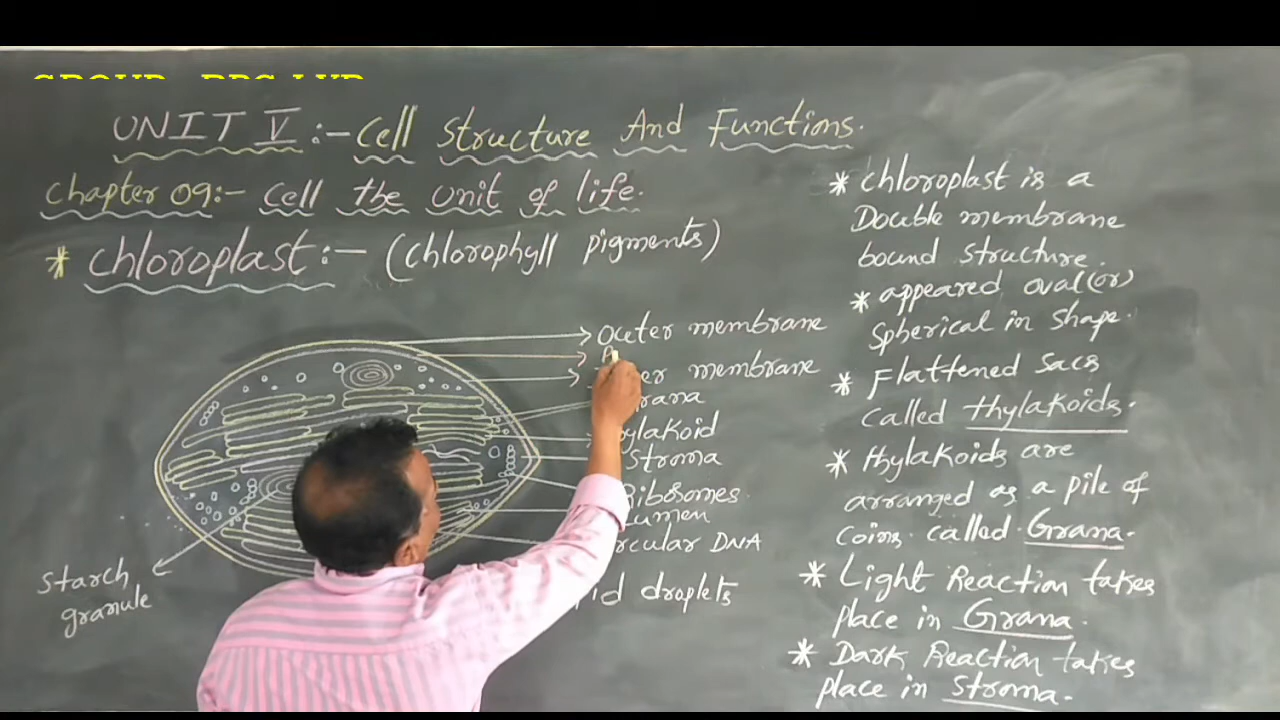 UNIT V :- Cell Structure And Functions.
Chapter 09:- Cell the Unit of life.
* chloroplast :- (chlorophyll pigments)
outer membrane
membrane
Stroma
DNA
droplets
Starch
granule
* chloroplast is a
Double membrane
bound structure.
* appeared oval (or)
Spherical in shape.
* Flattened Sacs
called thylakoids.
* thylakoids are
arranged as a pile of
coins called Grana.
* Light Reaction takes
place in Grana.
* Dark Reaction takes
place in stroma.